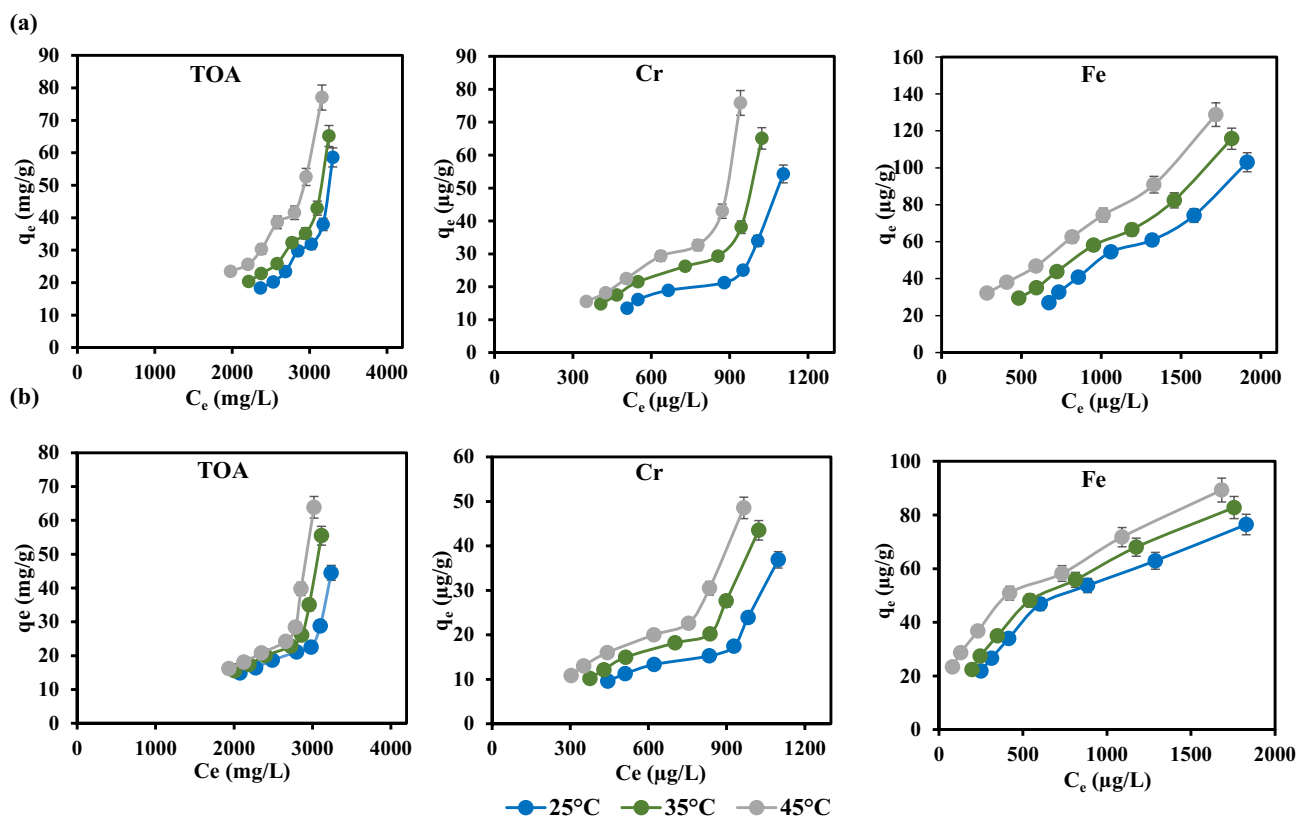 (a)
TOA
90
80
70
60
50
40
30
20
10
0
0 1000 2000 3000 4000
qₑ (mg/g)
Cₑ (mg/L)
Cr
90
80
70
60
50
40
30
20
10
0
0 300 600 900 1200
qₑ (µg/g)
Cₑ (µg/L)
Fe
160
140
120
100
80
60
40
20
0
0 500 1000 1500 2000
qₑ (µg/g)
Cₑ (µg/L)
(b)
TOA
80
70
60
50
40
30
20
10
0
0 1000 2000 3000 4000
qe (mg/g)
Ce (mg/L)
Cr
60
50
40
30
20
10
0
0 300 600 900 1200
qₑ (µg/g)
Ce (µg/L)
Fe
100
80
60
40
20
0
0 500 1000 1500 2000
qₑ (µg/g)
Cₑ (µg/L)
25°C 35°C 45°C